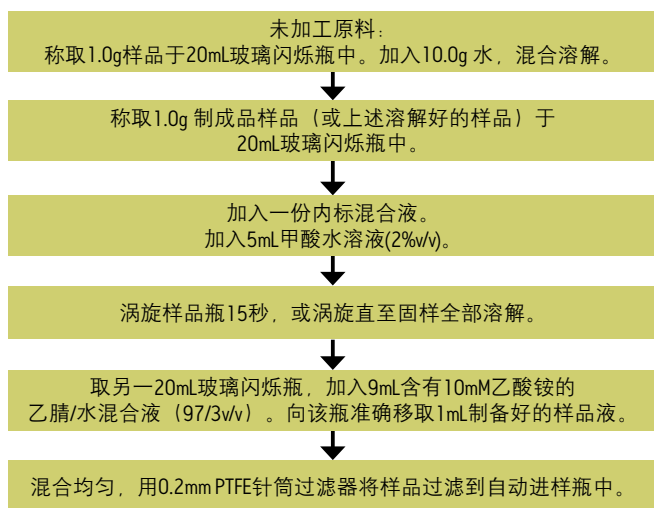 未加工原料:
称取1.0g样品于20mL玻璃闪烁瓶中。加入10.0g 水，混合溶解。
称取1.0g 制成品样品（或上述溶解好的样品）于
20mL玻璃闪烁瓶中。
加入一份内标混合液。
加入5mL甲酸水溶液(2%v/v)。
涡旋样品瓶15秒，或涡旋直至固样全部溶解。
取另一20mL玻璃闪烁瓶，加入9mL含有10mM乙酸铵的
乙腈/水混合液（97/3v/v）。向该瓶准确移取1mL制备好的样品液。
混合均匀，用0.2mm PTFE针筒过滤器将样品过滤到自动进样瓶中。